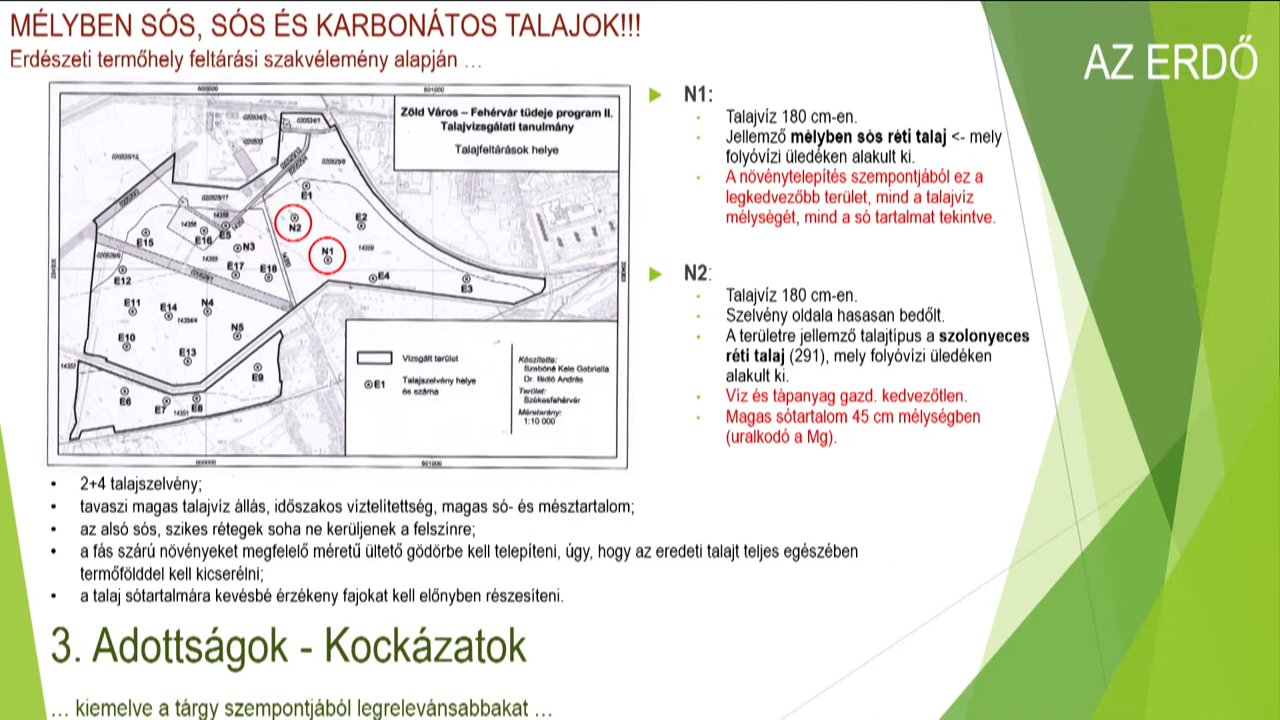 MÉLYBEN SÓS, SÓS ÉS KARBONÁTOS TALAJOK!!!
Erdészeti termőhely feltárási szakvélemény alapján …
AZ ERDŐ
600000
601000
Zöld Város – Fehérvár tüdeje program II.
Talajvizsgálati tanulmány
Talajfeltárások helye
E1
N2
E2
N1
E15
E16
E5
N3
E17
E18
E4
E3
E12
E11
E14
N4
N5
E10
E13
E9
E6
E7
E8
Vizsgált terület
E1
Talajszelvény helye
és száma
Készítette:
Szabóné Kele Gabriella
Dr. Bidló András
Terület:
Székesfehérvár
Méretarány:
1:10 000
600000
601000
N1:
Talajvíz 180 cm-en.
Jellemző mélyben sós réti talaj <- mely
folyóvízi üledéken alakult ki.
A növénytelepítés szempontjából ez a
legkedvezőbb terület, mind a talajvíz
mélységét, mind a só tartalmat tekintve.
N2:
Talajvíz 180 cm-en.
Szelvény oldala hasasan bedőlt.
A területre jellemző talajtípus a szolonyeces
réti talaj (291), mely folyóvízi üledéken
alakult ki.
Víz és tápanyag gazd. kedvezőtlen.
Magas sótartalom 45 cm mélységben
(uralkodó a Mg).
• 2+4 talajszelvény;
• tavaszi magas talajvíz állás, időszakos víztelítettség, magas só- és mésztartalom;
• az alsó sós, szikes rétegek soha ne kerüljenek a felszínre;
• a fás szárú növényeket megfelelő méretű ültető gödörbe kell telepíteni, úgy, hogy az eredeti talajt teljes egészében
termőfölddel kell kicserélni;
• a talaj sótartalmára kevésbé érzékeny fajokat kell előnyben részesíteni.
3. Adottságok - Kockázatok
… kiemelve a tárgy szempontjából legrelevánsabbakat …